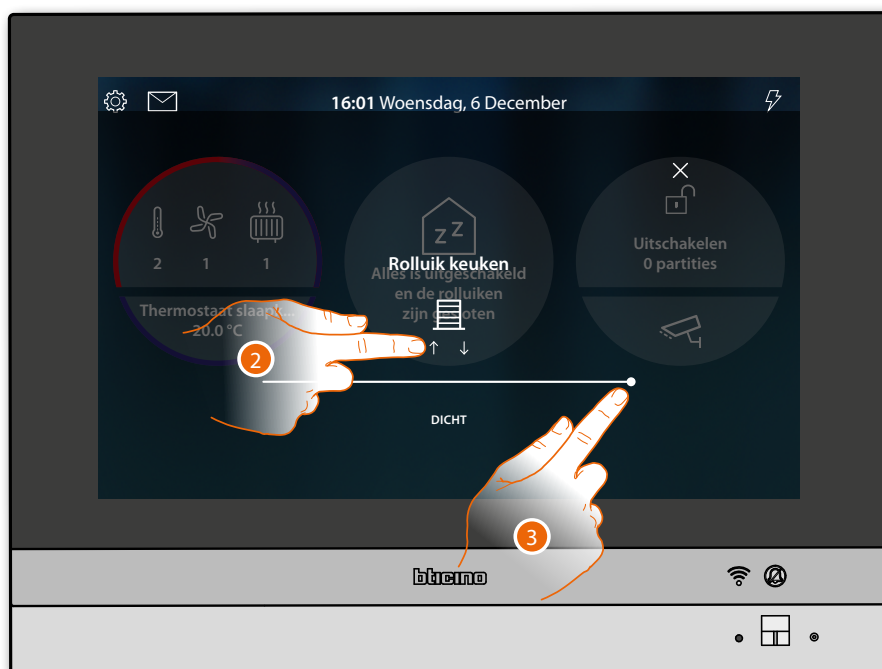 16:01 Woensdag, 6 December
2 1 1
Thermostaat slaapk...
20.0 °C
zZ
Rolluik keuken
Alles is uitgeschakeld
en de rolluiken
zijn gesloten
Uitschakelen
0 partities
2
DICHT
3
bticino